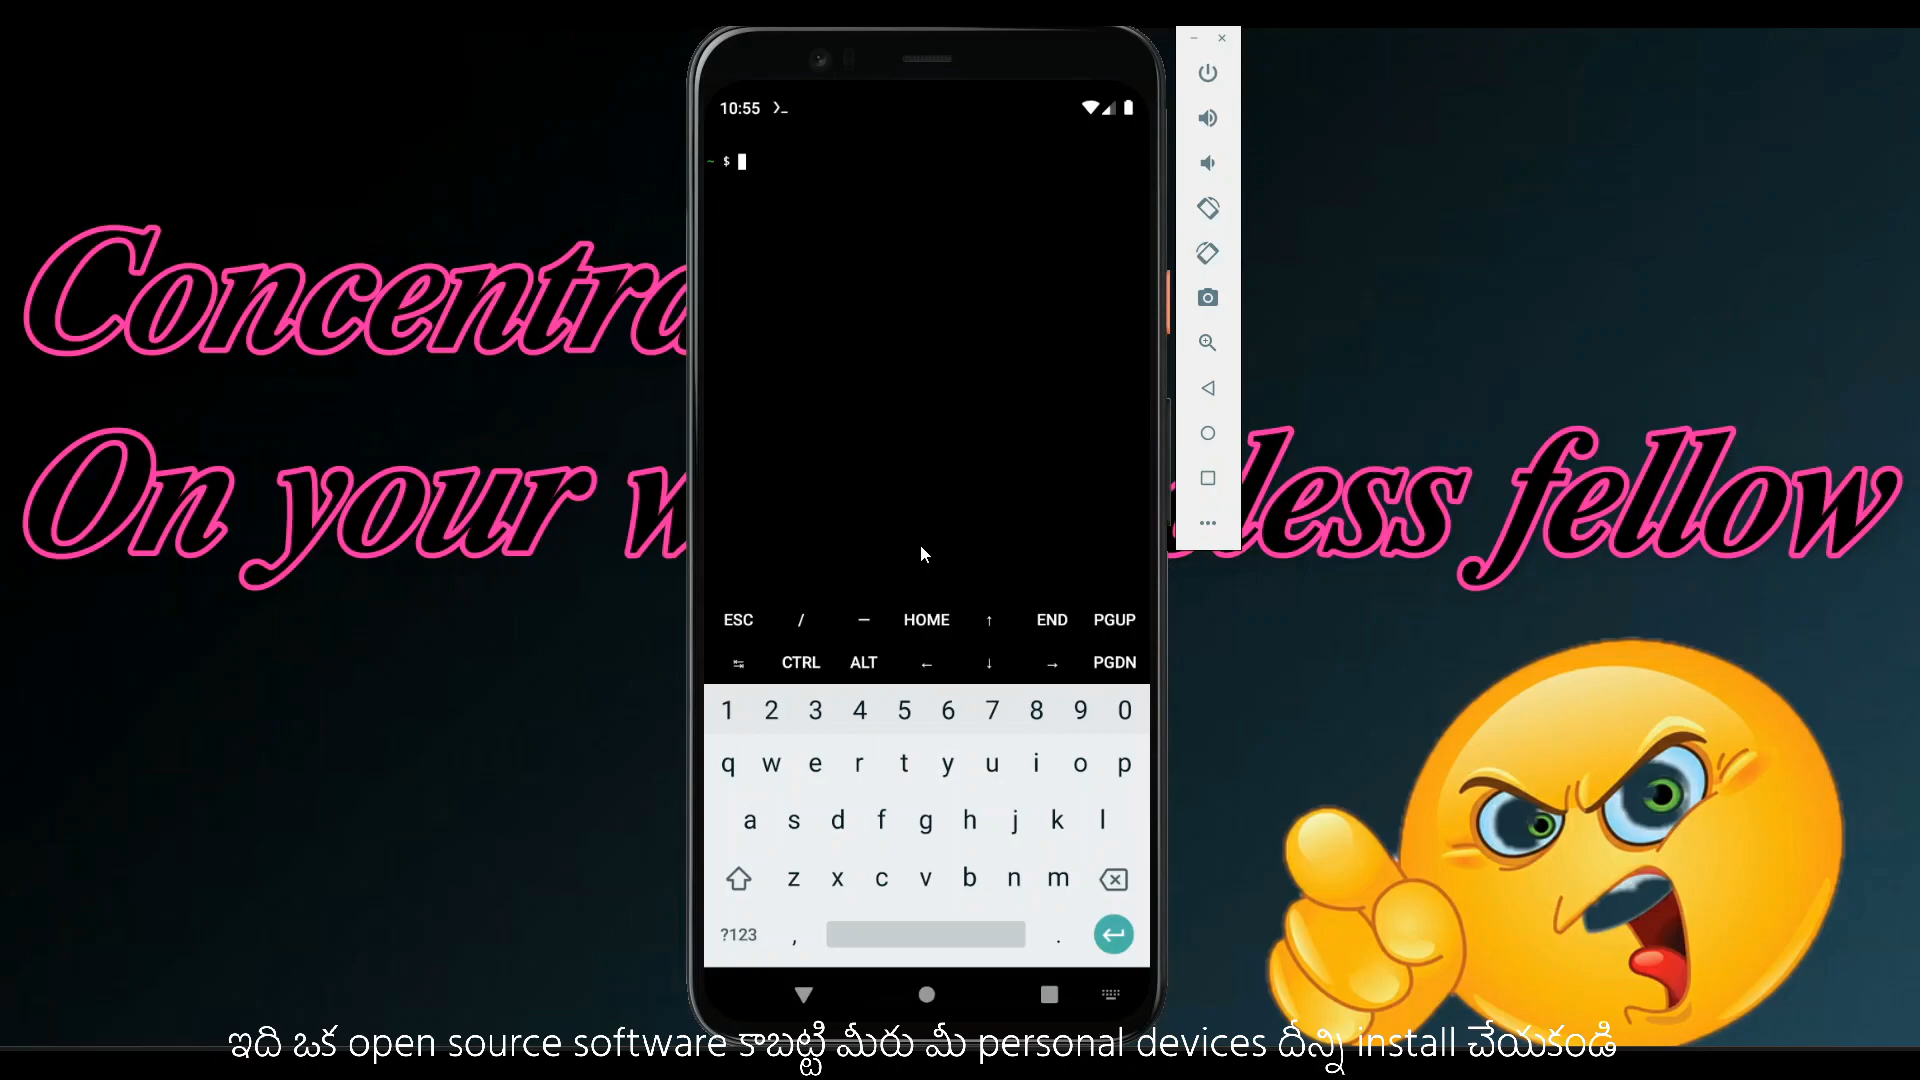 10:55
~ $
Concentra
On your w less fellow
ESC / — HOME ↑ END PGUP
↹ CTRL ALT ← ↓ → PGDN
1 2 3 4 5 6 7 8 9 0
q w e r t y u i o p
a s d f g h j k l
z x c v b n m
?123 , .
ఇది ఒక open source software కాబట్టి మీరు మీ personal devices దీన్ని install చేయకండి